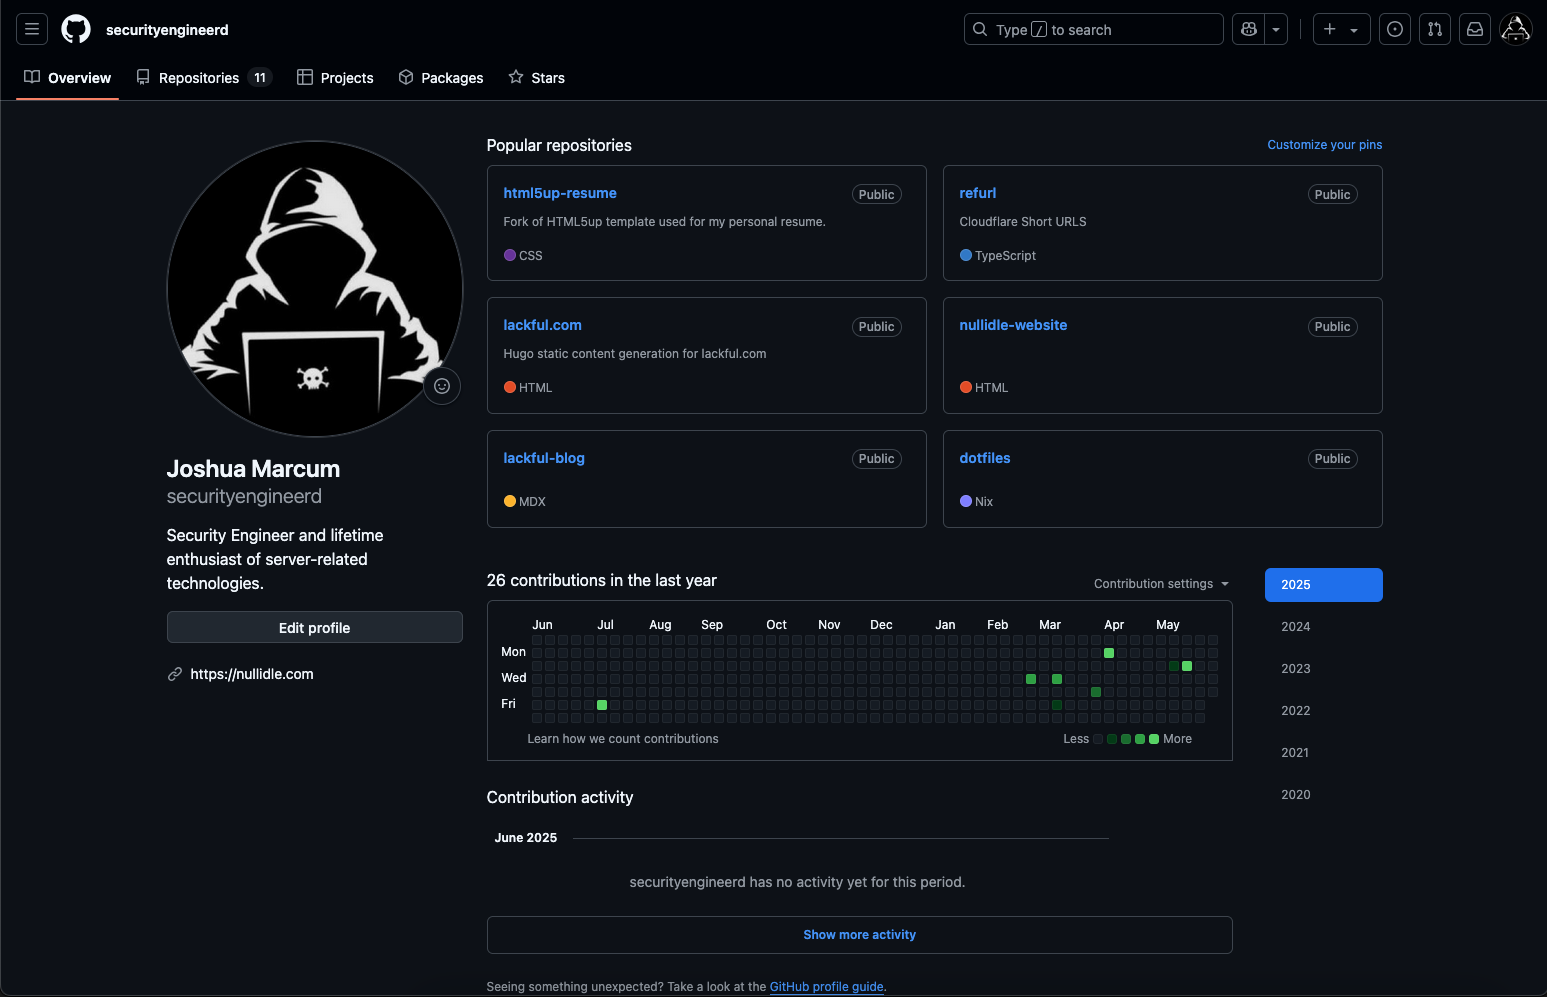 securityengineerd
Type / to search
Overview
Repositories 11
Projects
Packages
Stars
Joshua Marcum
securityengineerd
Security Engineer and lifetime
enthusiast of server-related
technologies.
Edit profile
https://nullidle.com
Popular repositories
Customize your pins
html5up-resume
Public
Fork of HTML5up template used for my personal resume.
CSS
refurl
Public
Cloudflare Short URLS
TypeScript
lackful.com
Public
Hugo static content generation for lackful.com
HTML
nullidle-website
Public
HTML
lackful-blog
Public
MDX
dotfiles
Public
Nix
26 contributions in the last year
Contribution settings
Jun Jul Aug Sep Oct Nov Dec Jan Feb Mar Apr May
Mon
Wed
Fri
Learn how we count contributions
Less More
2025
2024
2023
2022
2021
2020
Contribution activity
June 2025
securityengineerd has no activity yet for this period.
Show more activity
Seeing something unexpected? Take a look at the GitHub profile guide.